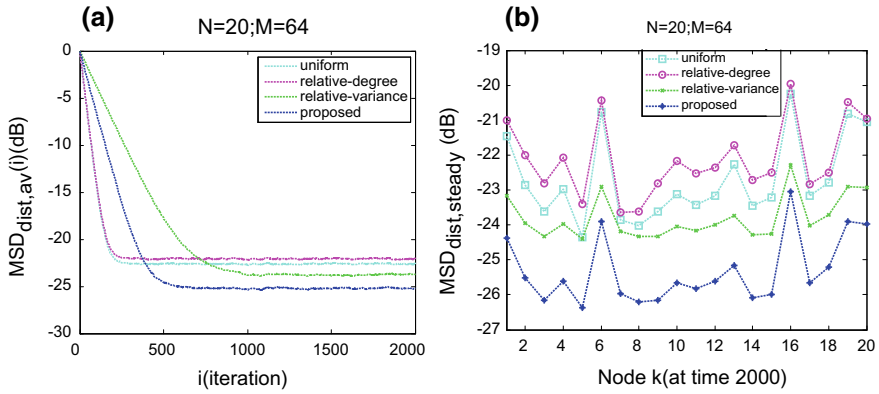 (a)
N=20;M=64
0
-5
-10
-15
-20
-25
-30
MSD_dist,av(i)(dB)
uniform
relative-degree
relative-variance
proposed
0
500
1000
1500
2000
i(iteration)
(b)
N=20;M=64
-19
-20
-21
-22
-23
-24
-25
-26
-27
MSD_dist,steady (dB)
uniform
relative-degree
relative-variance
proposed
2
4
6
8
10
12
14
16
18
20
Node k(at time 2000)